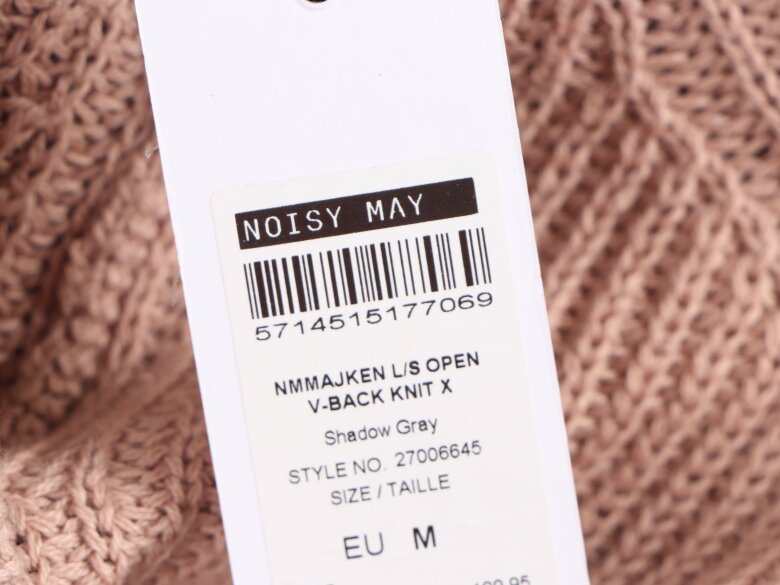 NOISY MAY
5714515177069
NMMAJKEN L/S OPEN
V-BACK KNIT X
Shadow Gray
STYLE NO. 27006645
SIZE / TAILLE
EU M